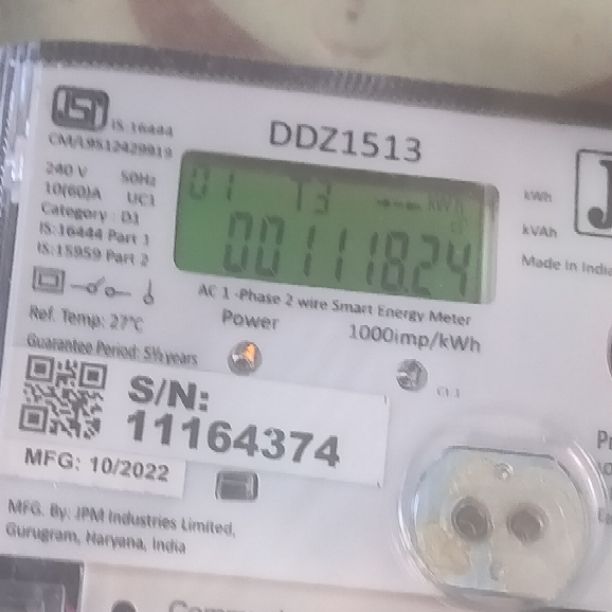 ISI
IS: 16444
CM/L 9512429919
DDZ1513
240 V 50Hz
10(60)A UC1
Category : D1
IS:16444 Part 1
IS:15959 Part 2
01 T3 kWh
001118.24
kWh
kVAh
J
Made in India
AC 1 -Phase 2 wire Smart Energy Meter
Ref. Temp: 27℃
Power
1000imp/kWh
Guarantee Period: 5½ years
S/N:
11164374
MFG: 10/2022
MFG. By: JPM Industries Limited,
Gurugram, Haryana, India